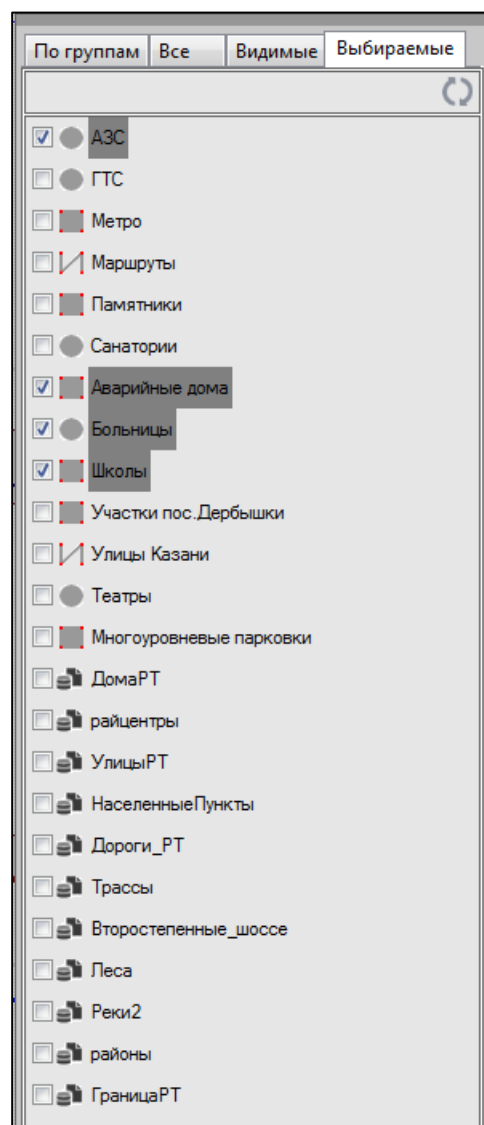 По группам Все Видимые Выбираемые
АЗС
ГТС
Метро
Маршруты
Памятники
Санатории
Аварийные дома
Больницы
Школы
Участки пос.Дербышки
Улицы Казани
Театры
Многоуровневые парковки
ДомаРТ
райцентры
УлицыРТ
НаселенныеПункты
Дороги_РТ
Трассы
Второстепенные_шоссе
Леса
Реки2
районы
ГраницаРТ